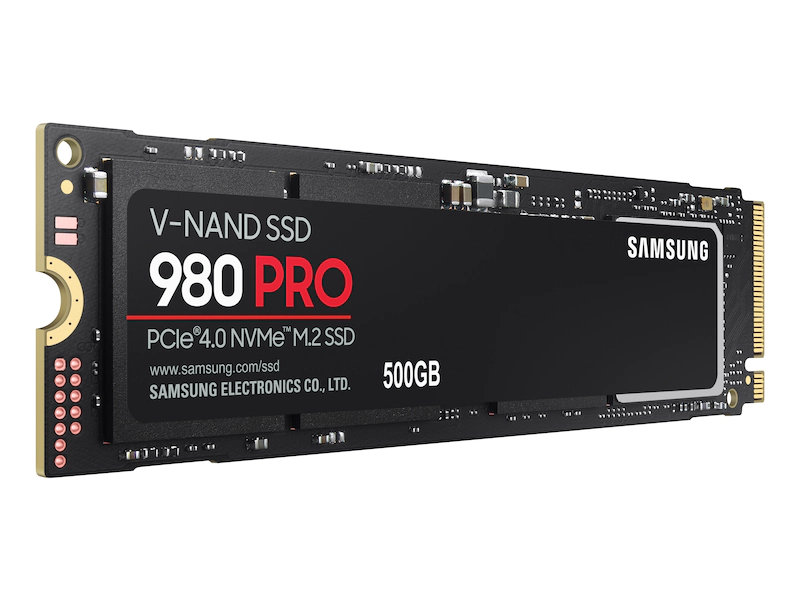 V-NAND SSD
980 PRO
PCIe®4.0 NVMe™ M.2 SSD
www.samsung.com/ssd
SAMSUNG ELECTRONICS CO., LTD.
500GB
SAMSUNG